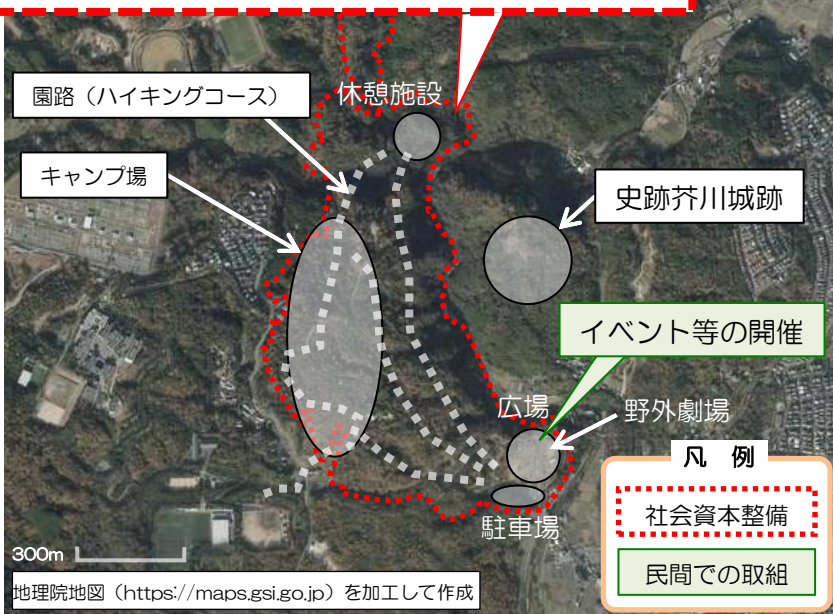 休憩施設
園路（ハイキングコース）
キャンプ場
史跡芥川城跡
イベント等の開催
広場
野外劇場
駐車場
凡 例
社会資本整備
民間での取組
300m
地理院地図（https://maps.gsi.go.jp）を加工して作成